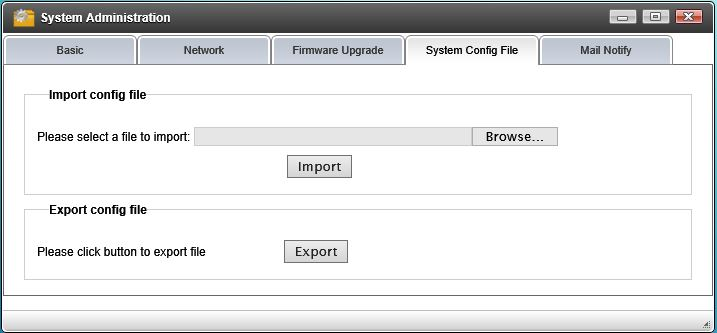 System Administration
Basic Network Firmware Upgrade System Config File Mail Notify
Import config file
Please select a file to import: Browse...
Import
Export config file
Please click button to export file Export